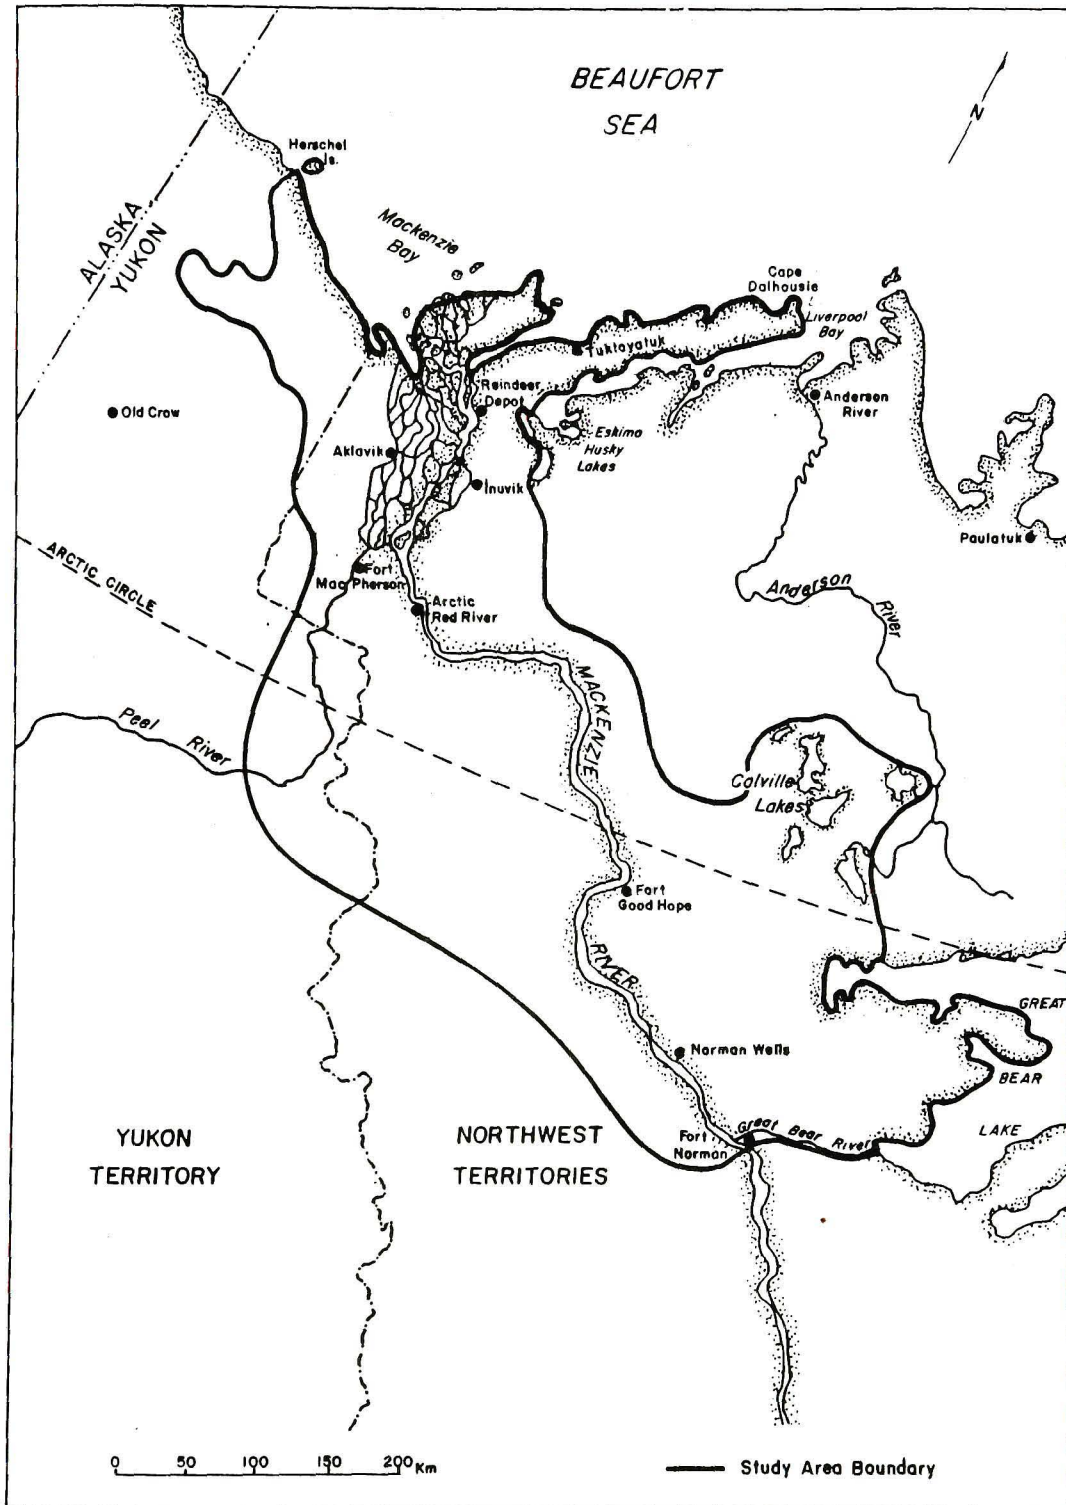 BEAUFORT
SEA
N
Herschel
Is.
ALASKA
YUKON
Mackenzie
Bay
Cape
Dalhousie
Liverpool
Bay
Tuktoyatuk
Reindeer
Depot
Old Crow
Anderson
River
Eskimo
Husky
Lakes
Aklavik
Inuvik
Paulatuk
ARCTIC CIRCLE
Fort
Mac Pherson
Arctic
Red River
Anderson
River
MACKENZIE
Peel
River
Colville
Lakes
Fort
Good Hope
RIVER
GREAT
Norman Wells
BEAR
YUKON
TERRITORY
NORTHWEST
TERRITORIES
Fort
Norman
Great Bear River
LAKE
0 50 100 150 200 Km
Study Area Boundary